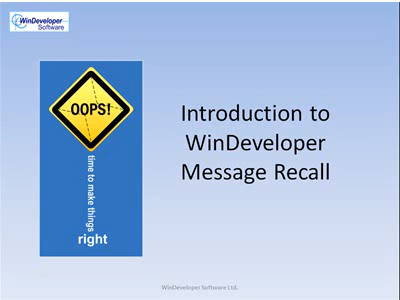 WinDeveloper
Software
OOPS!
time to make things
right
Introduction to
WinDeveloper
Message Recall
WinDeveloper Software Ltd.